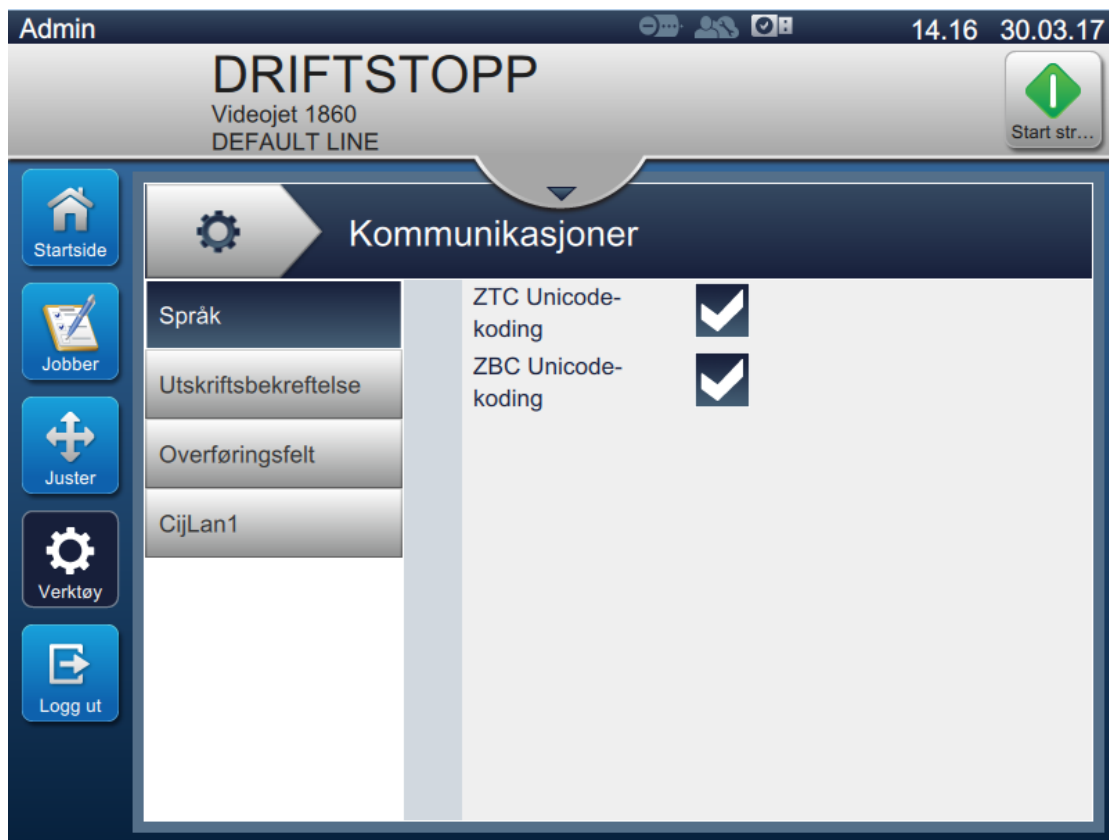 Admin
14.16 30.03.17
DRIFTSTOPP
Videojet 1860
DEFAULT LINE
Start str...
Startside
Jobber
Juster
Verktøy
Logg ut
Kommunikasjoner
Språk
Utskriftsbekreftelse
Overføringsfelt
CijLan1
ZTC Unicode-
koding
ZBC Unicode-
koding